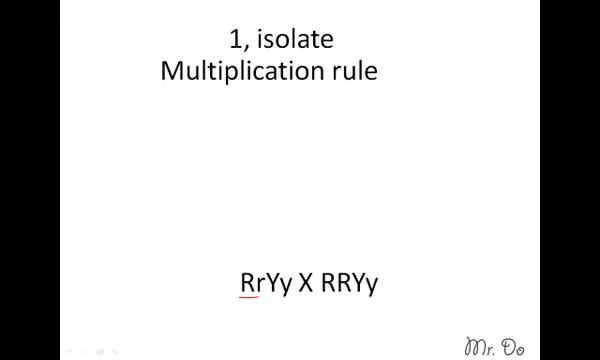 1, isolate
Multiplication rule
RrYy X RRYy
Mr. Do